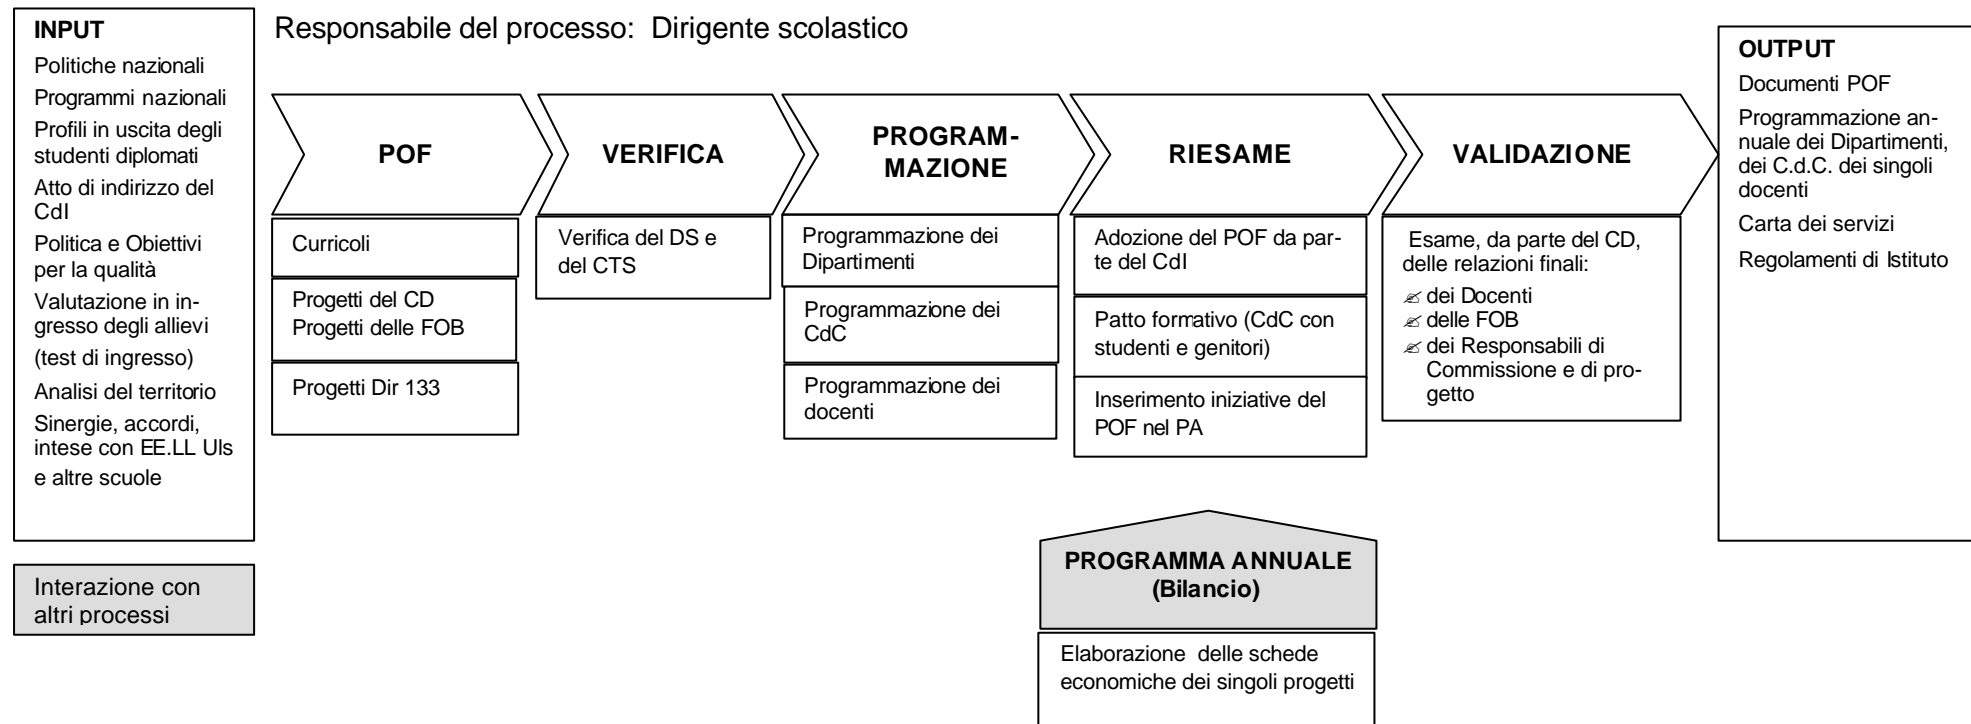 INPUT
Politiche nazionali
Programmi nazionali
Profili in uscita degli
studenti diplomati
Atto di indirizzo del
CdI
Politica e Obiettivi
per la qualità
Valutazione in in-
gresso degli allievi
(test di ingresso)
Analisi del territorio
Sinergie, accordi,
intese con EE.LL Uls
e altre scuole
Interazione con
altri processi
Responsabile del processo: Dirigente scolastico
POF
Curricoli
Progetti del CD
Progetti delle FOB
Progetti Dir 133
VERIFICA
Verifica del DS e
del CTS
PROGRAM-
MAZIONE
Programmazione dei
Dipartimenti
Programmazione dei
CdC
Programmazione dei
docenti
RIESAME
Adozione del POF da par-
te del CdI
Patto formativo (CdC con
studenti e genitori)
Inserimento iniziative del
POF nel PA
PROGRAMMA ANNUALE
(Bilancio)
Elaborazione delle schede
economiche dei singoli progetti
VALIDAZIONE
Esame, da parte del CD,
delle relazioni finali:
dei Docenti
delle FOB
dei Responsabili di
Commissione e di pro-
getto
OUTPUT
Documenti POF
Programmazione an-
nuale dei Dipartimenti,
dei C.d.C. dei singoli
docenti
Carta dei servizi
Regolamenti di Istituto